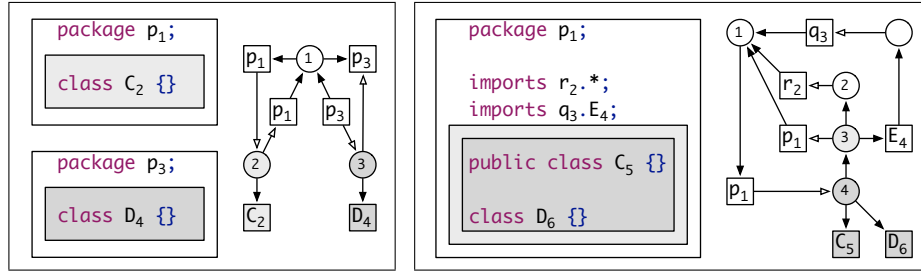 package p₁;
class C₂ {}
package p₃;
class D₄ {}
p₁ 1 p₃
p₁ p₃
2 3
C₂ D₄
package p₁;
imports r₂.*;
imports q₃.E₄;
public class C₅ {}
class D₆ {}
1 q₃
r₂ 2
p₁ 3 E₄
p₁ 4
C₅ D₆